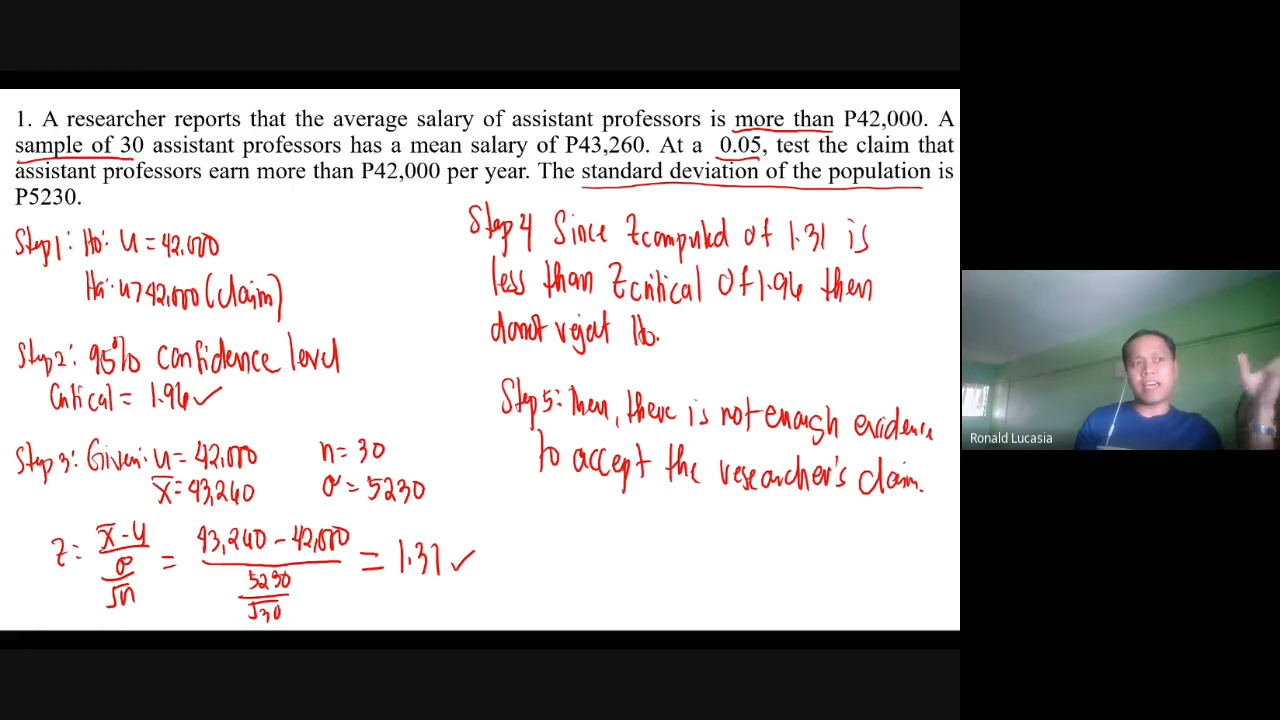 1. A researcher reports that the average salary of assistant professors is more than P42,000. A
sample of 30 assistant professors has a mean salary of P43,260. At a 0.05, test the claim that
assistant professors earn more than P42,000 per year. The standard deviation of the population is
P5230.
Step 1: Ho: u = 42,000
Ha: u > 42,000 (claim)
Step 2: 95% confidence level
Critical = 1.96 ✓
Step 3: Given: u = 42,000 n = 30
x̄ = 43,260 σ = 5230
z = x̄ - u / σ / √n = 43,260 - 42,000 / 5230 / √30 = 1.31 ✓
Step 4 Since Zcomputed of 1.31 is
less than Zcritical of 1.96 then
do not reject Ho.
Step 5: Then, there is not enough evidence
to accept the researcher's claim.
Ronald Lucasia